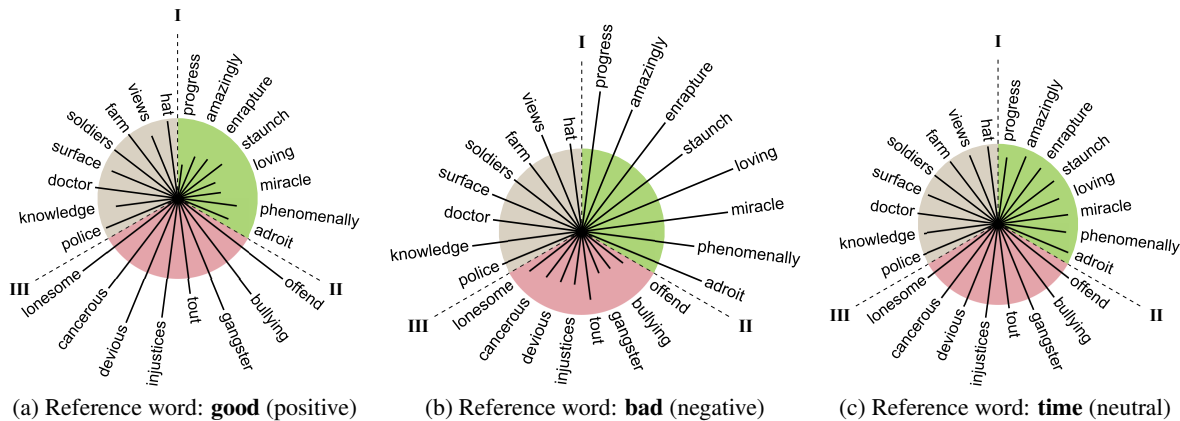 I
progress
amazingly
enrapture
staunch
loving
miracle
phenomenally
adroit
II
offend
bullying
gangster
tout
injustices
devious
cancerous
lonesome
III
police
knowledge
doctor
surface
soldiers
farm
views
hat
(a) Reference word: good (positive)
I
progress
amazingly
enrapture
staunch
loving
miracle
phenomenally
adroit
II
offend
bullying
gangster
tout
injustices
devious
cancerous
lonesome
III
police
knowledge
doctor
surface
soldiers
farm
views
hat
(b) Reference word: bad (negative)
I
progress
amazingly
enrapture
staunch
loving
miracle
phenomenally
adroit
II
offend
bullying
gangster
tout
injustices
devious
cancerous
lonesome
III
police
knowledge
doctor
surface
soldiers
farm
views
hat
(c) Reference word: time (neutral)